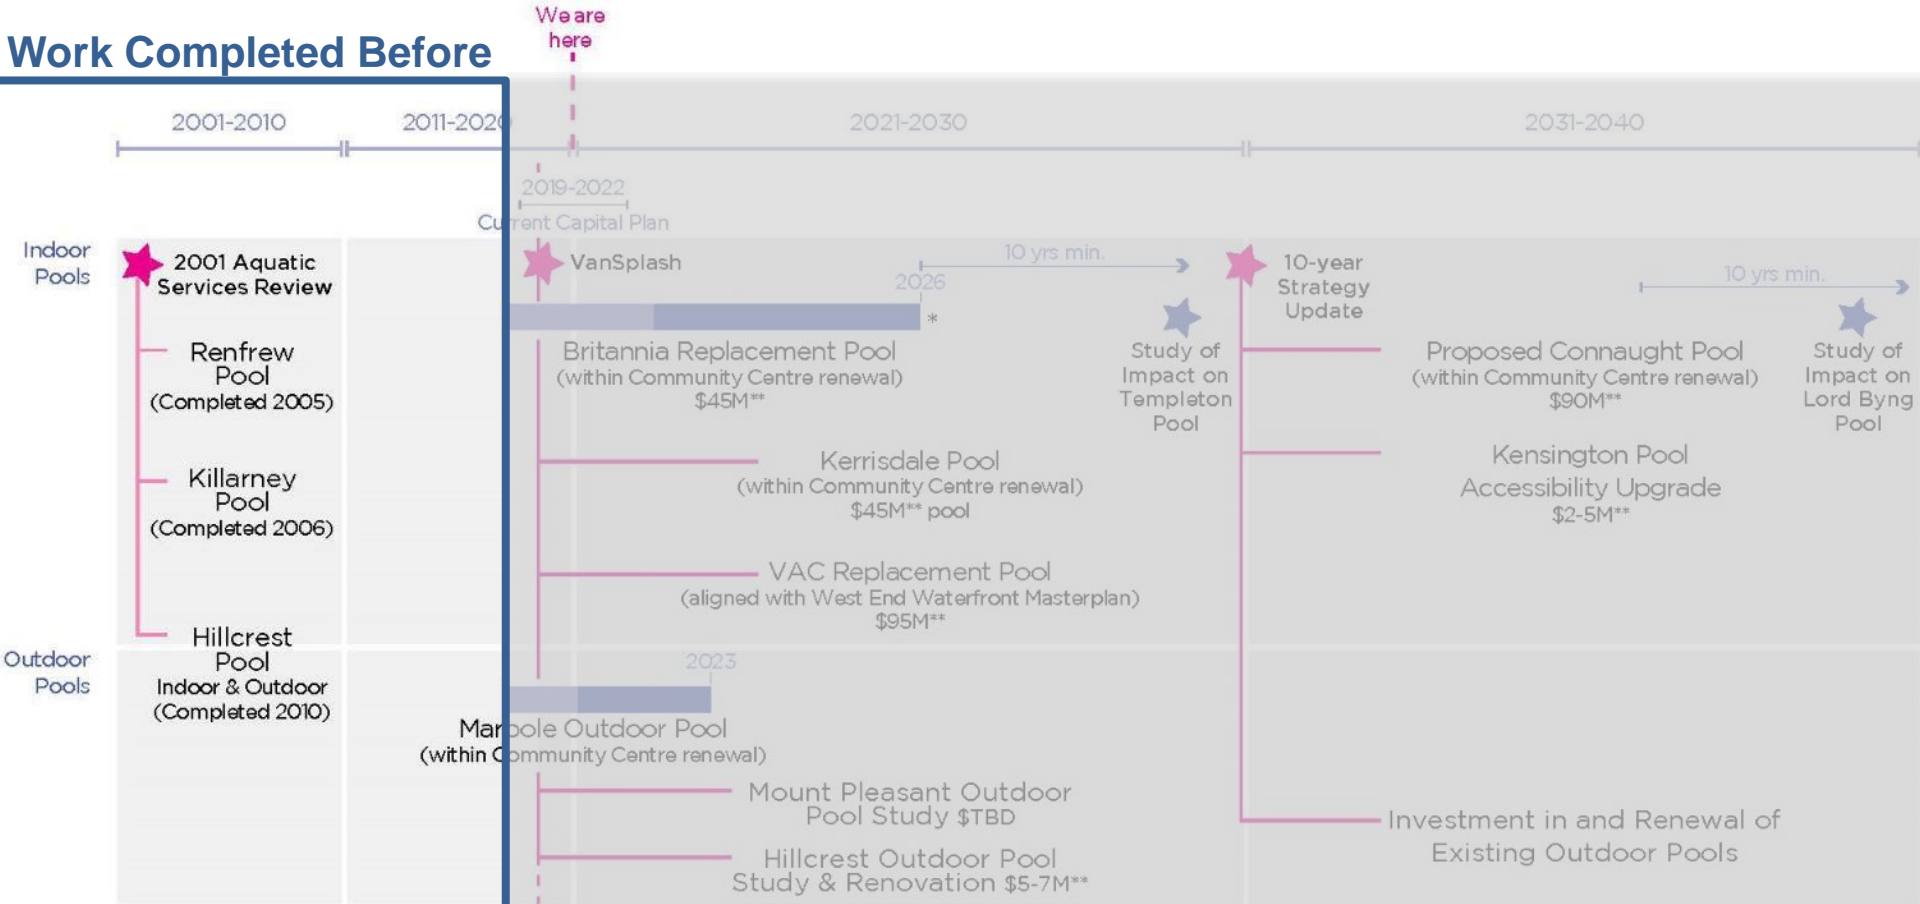 We are
here
Work Completed Before
2001-2010
2011-2020
2021-2030
2031-2040
2019-2022
Current Capital Plan
Indoor
Pools
2001 Aquatic
Services Review
Renfrew
Pool
(Completed 2005)
Killarney
Pool
(Completed 2006)
Hillcrest
Pool
Indoor & Outdoor
(Completed 2010)
VanSplash
10 yrs min.
2026
*
Britannia Replacement Pool
(within Community Centre renewal)
$45M**
Study of
Impact on
Templeton
Pool
Kerrisdale Pool
(within Community Centre renewal)
$45M** pool
VAC Replacement Pool
(aligned with West End Waterfront Masterplan)
$95M**
10-year
Strategy
Update
10 yrs min.
Proposed Connaught Pool
(within Community Centre renewal)
$90M**
Study of
Impact on
Lord Byng
Pool
Kensington Pool
Accessibility Upgrade
$2-5M**
Outdoor
Pools
2023
Marpole Outdoor Pool
(within Community Centre renewal)
Mount Pleasant Outdoor
Pool Study $TBD
Hillcrest Outdoor Pool
Study & Renovation $5-7M**
Investment in and Renewal of
Existing Outdoor Pools